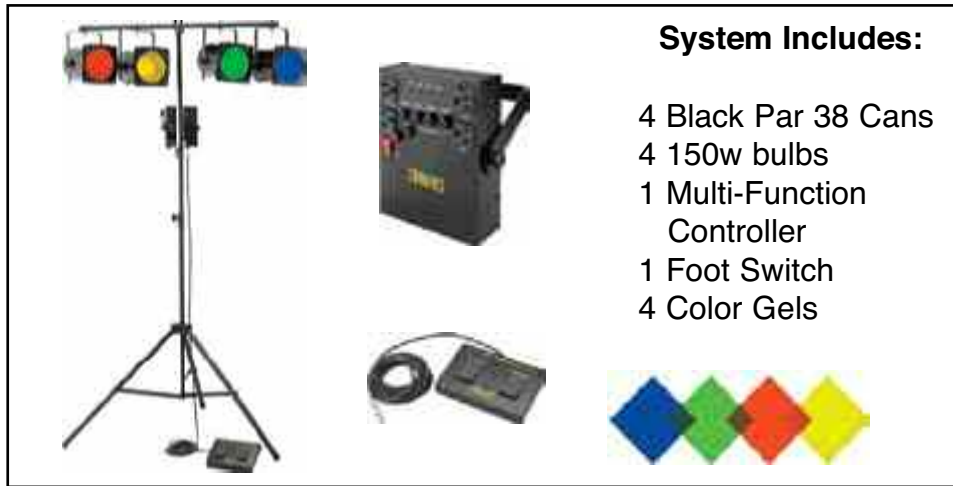 System Includes:
4 Black Par 38 Cans
4 150w bulbs
1 Multi-Function
Controller
1 Foot Switch
4 Color Gels